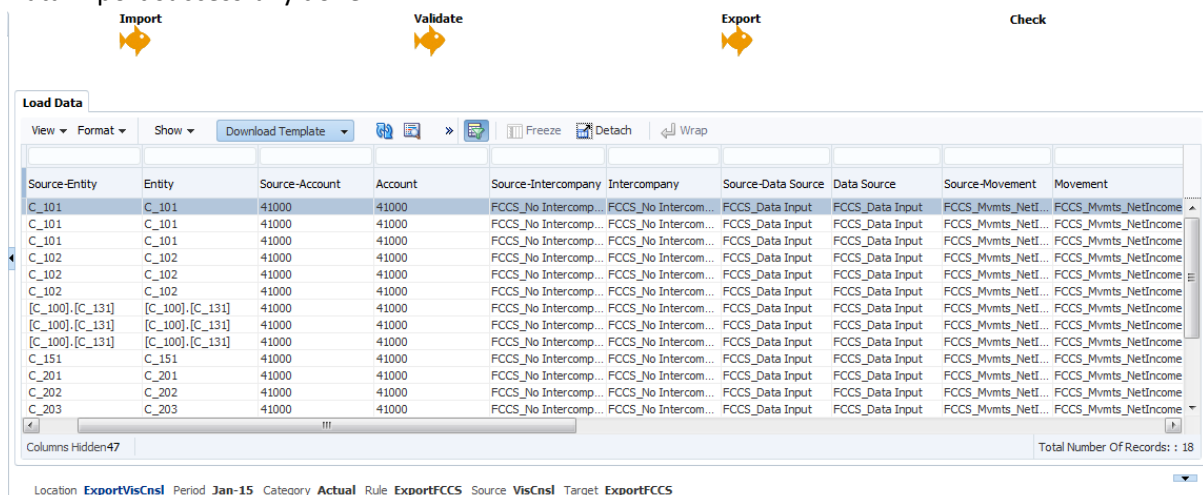 Import Validate Export Check
Load Data
View Format Show Download Template » Freeze Detach Wrap
Source-Entity Entity Source-Account Account Source-Intercompany Intercompany Source-Data Source Data Source Source-Movement Movement
C_101 C_101 41000 41000 FCCS_No Intercomp... FCCS_No Intercom... FCCS_Data Input FCCS_Data Input FCCS_Mvmts_NetI... FCCS_Mvmts_NetIncome
C_101 C_101 41000 41000 FCCS_No Intercomp... FCCS_No Intercom... FCCS_Data Input FCCS_Data Input FCCS_Mvmts_NetI... FCCS_Mvmts_NetIncome
C_101 C_101 41000 41000 FCCS_No Intercomp... FCCS_No Intercom... FCCS_Data Input FCCS_Data Input FCCS_Mvmts_NetI... FCCS_Mvmts_NetIncome
C_102 C_102 41000 41000 FCCS_No Intercomp... FCCS_No Intercom... FCCS_Data Input FCCS_Data Input FCCS_Mvmts_NetI... FCCS_Mvmts_NetIncome
C_102 C_102 41000 41000 FCCS_No Intercomp... FCCS_No Intercom... FCCS_Data Input FCCS_Data Input FCCS_Mvmts_NetI... FCCS_Mvmts_NetIncome
C_102 C_102 41000 41000 FCCS_No Intercomp... FCCS_No Intercom... FCCS_Data Input FCCS_Data Input FCCS_Mvmts_NetI... FCCS_Mvmts_NetIncome
[C_100].[C_131] [C_100].[C_131] 41000 41000 FCCS_No Intercomp... FCCS_No Intercom... FCCS_Data Input FCCS_Data Input FCCS_Mvmts_NetI... FCCS_Mvmts_NetIncome
[C_100].[C_131] [C_100].[C_131] 41000 41000 FCCS_No Intercomp... FCCS_No Intercom... FCCS_Data Input FCCS_Data Input FCCS_Mvmts_NetI... FCCS_Mvmts_NetIncome
[C_100].[C_131] [C_100].[C_131] 41000 41000 FCCS_No Intercomp... FCCS_No Intercom... FCCS_Data Input FCCS_Data Input FCCS_Mvmts_NetI... FCCS_Mvmts_NetIncome
C_151 C_151 41000 41000 FCCS_No Intercomp... FCCS_No Intercom... FCCS_Data Input FCCS_Data Input FCCS_Mvmts_NetI... FCCS_Mvmts_NetIncome
C_201 C_201 41000 41000 FCCS_No Intercomp... FCCS_No Intercom... FCCS_Data Input FCCS_Data Input FCCS_Mvmts_NetI... FCCS_Mvmts_NetIncome
C_202 C_202 41000 41000 FCCS_No Intercomp... FCCS_No Intercom... FCCS_Data Input FCCS_Data Input FCCS_Mvmts_NetI... FCCS_Mvmts_NetIncome
C_203 C_203 41000 41000 FCCS_No Intercomp... FCCS_No Intercom... FCCS_Data Input FCCS_Data Input FCCS_Mvmts_NetI... FCCS_Mvmts_NetIncome
Columns Hidden47 Total Number Of Records: : 18
Location ExportVisCnsl Period Jan-15 Category Actual Rule ExportFCCS Source VisCnsl Target ExportFCCS